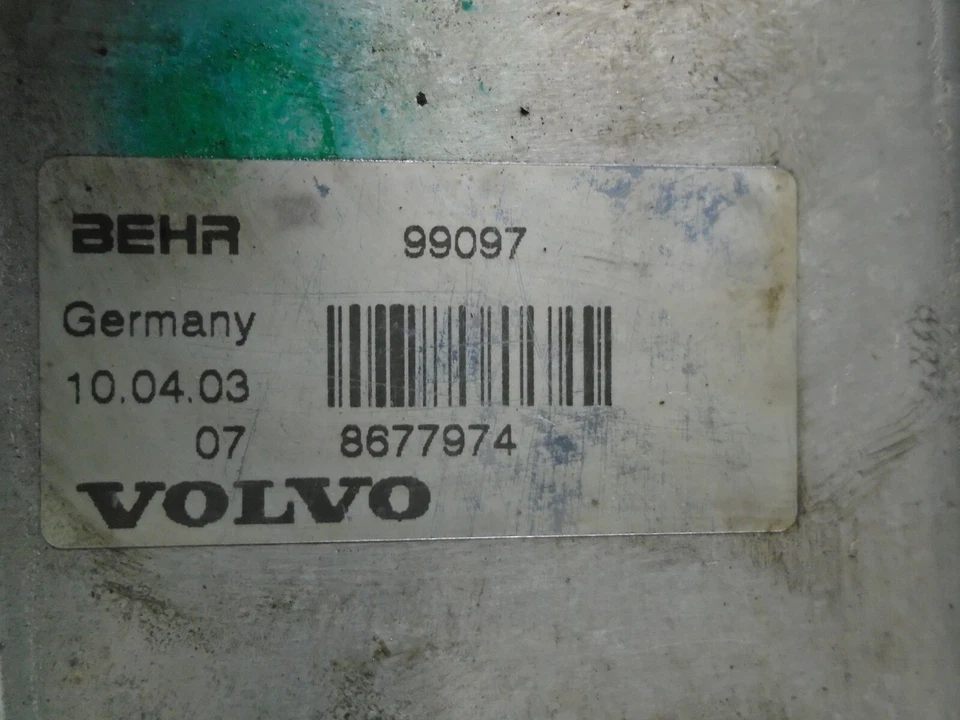 BEHR 99097
Germany
10.04.03
07 8677974
VOLVO